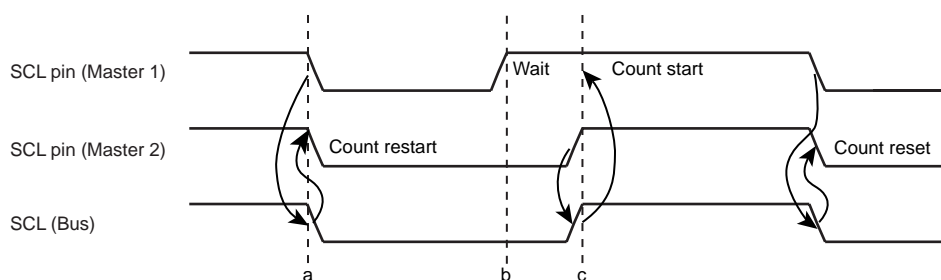 SCL pin (Master 1)
Wait
Count start
SCL pin (Master 2)
Count restart
Count reset
SCL (Bus)
a
b
c